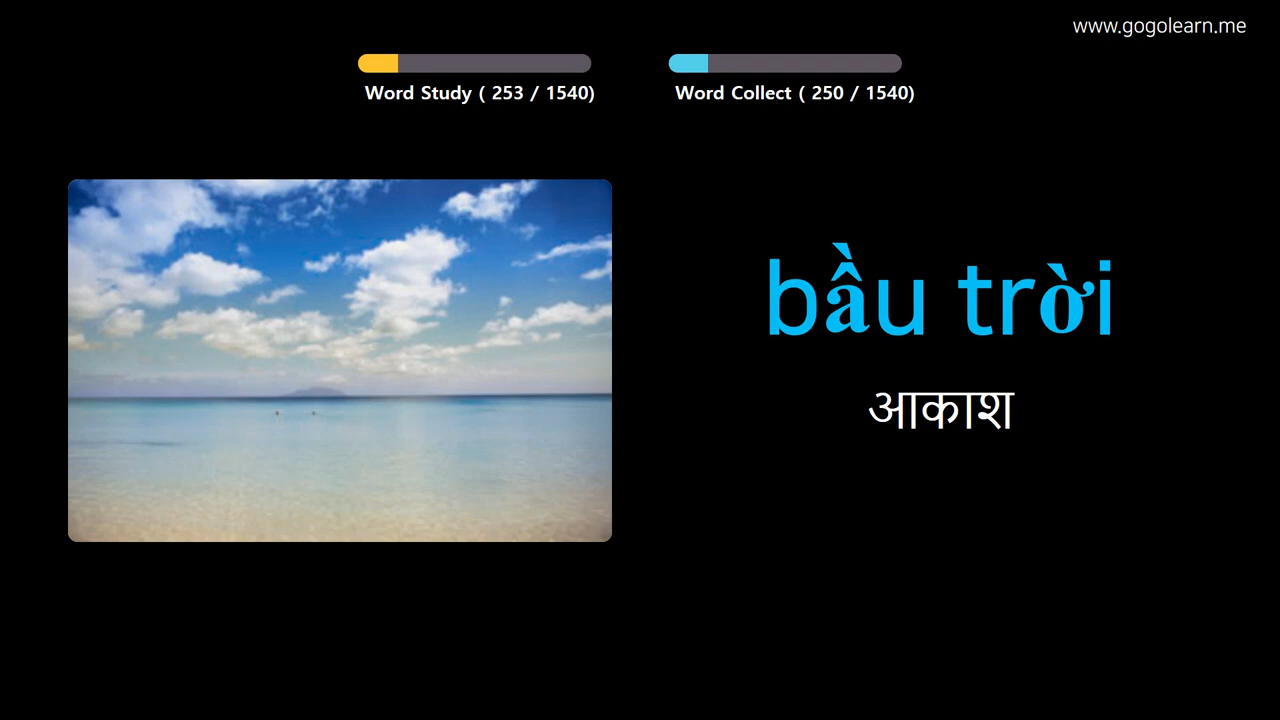 www.gogolearn.me
Word Study ( 253 / 1540)
Word Collect ( 250 / 1540)
bầu trời
आकाश